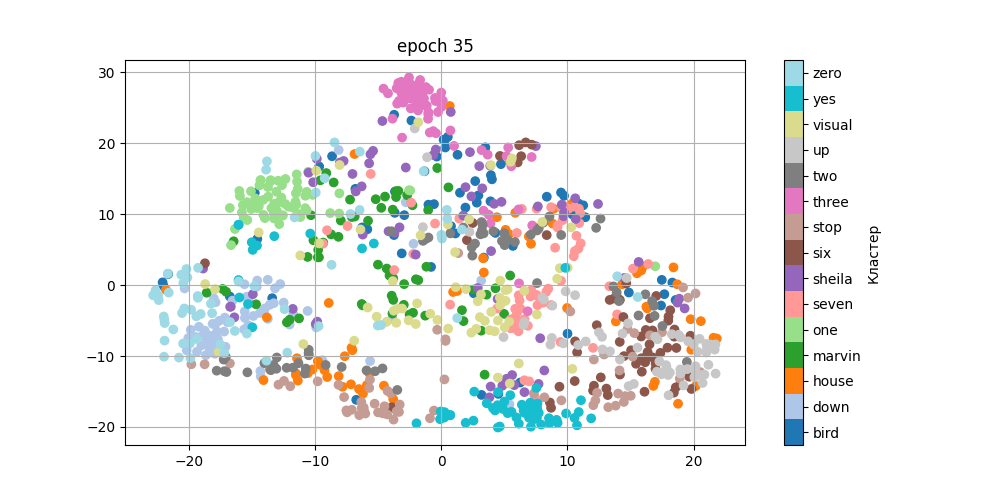 epoch 35
30
20
10
0
−10
−20
−20
−10
0
10
20
zero
yes
visual
up
two
three
stop
six
sheila
seven
one
marvin
house
down
bird
Кластер